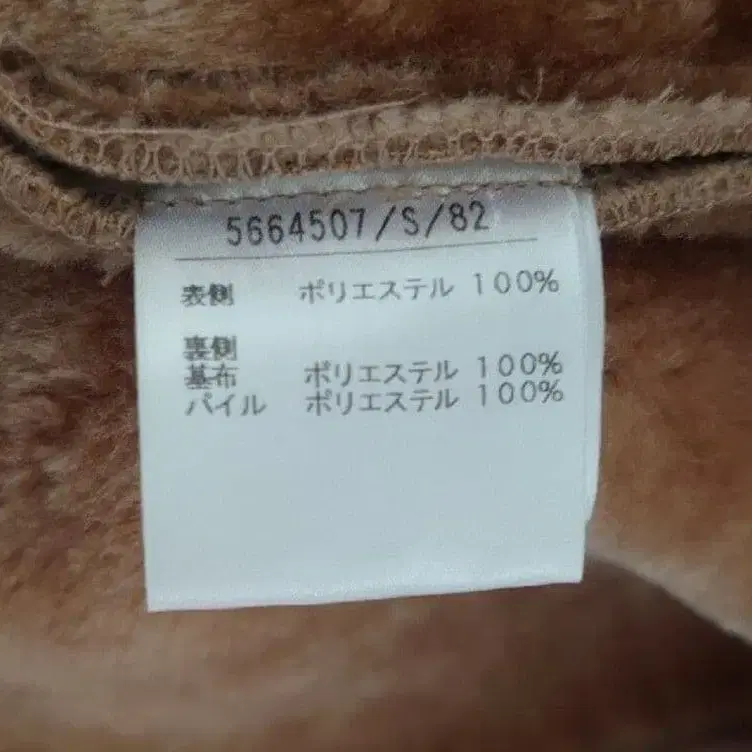 5664507/S/82
表側 ポリエステル 100%
裏側
基布 ポリエステル 100%
パイル ポリエステル 100%